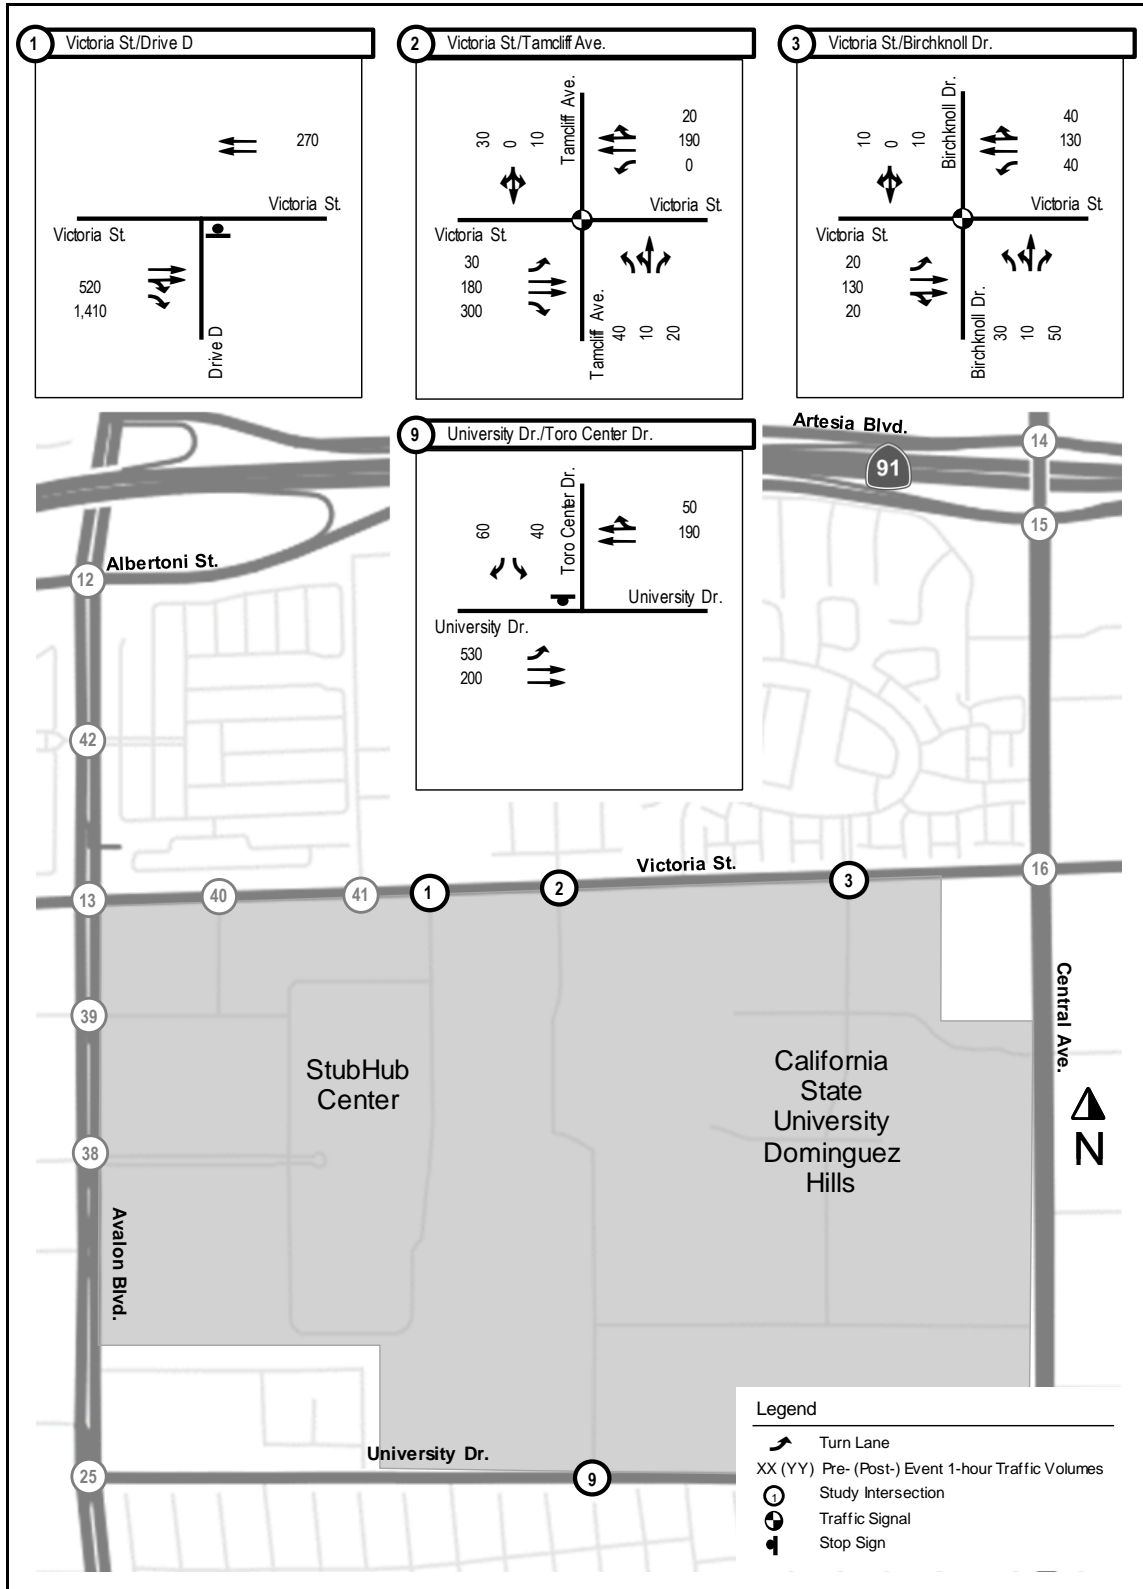 1 Victoria St./Drive D
270
Victoria St.
Victoria St.
520
1,410
Drive D
2 Victoria St./Tamcliff Ave.
30 0 10
Tamcliff Ave.
20
190
0
Victoria St.
Victoria St.
30
180
300
Tamcliff Ave.
40 10 20
3 Victoria St./Birchknoll Dr.
10 0 10
Birchknoll Dr.
40
130
40
Victoria St.
Victoria St.
20
130
20
Birchknoll Dr.
30 10 50
9 University Dr./Toro Center Dr.
60 40
Toro Center Dr.
50
190
University Dr.
University Dr.
530
200
Artesia Blvd.
91
14
15
Albertoni St.
12
42
Victoria St.
13
40
41
1
2
3
16
39
Central Ave.
StubHub
Center
California
State
University
Dominguez
Hills
N
38
Avalon Blvd.
University Dr.
25
9
Legend
Turn Lane
XX (YY) Pre- (Post-) Event 1-hour Traffic Volumes
1 Study Intersection
Traffic Signal
Stop Sign